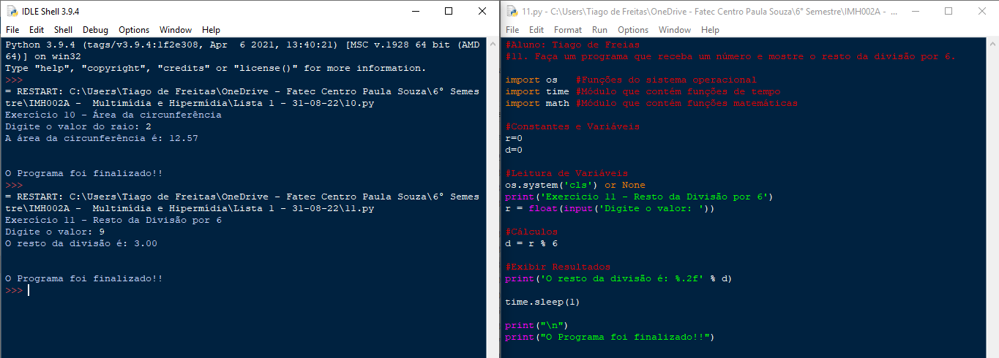 IDLE Shell 3.9.4
File Edit Shell Debug Options Window Help
Python 3.9.4 (tags/v3.9.4:1f2e308, Apr  6 2021, 13:40:21) [MSC v.1928 64 bit (AMD
64)] on win32
Type "help", "copyright", "credits" or "license()" for more information.
>>>
= RESTART: C:\Users\Tiago de Freitas\OneDrive - Fatec Centro Paula Souza\6° Semes
tre\IMH002A -  Multimídia e Hipermídia\Lista 1 - 31-08-22\10.py
Exercício 10 - Área da circunferência
Digite o valor do raio: 2
A área da circunferência é: 12.57
O Programa foi finalizado!!
>>>
= RESTART: C:\Users\Tiago de Freitas\OneDrive - Fatec Centro Paula Souza\6° Semes
tre\IMH002A -  Multimídia e Hipermídia\Lista 1 - 31-08-22\11.py
Exercício 11 - Resto da Divisão por 6
Digite o valor: 9
O resto da divisão é: 3.00
O Programa foi finalizado!!
>>>
11.py - C:\Users\Tiago de Freitas\OneDrive - Fatec Centro Paula Souza\6° Semestre\IMH002A - ...
File Edit Format Run Options Window Help
#Aluno: Tiago de Freias
#11. Faça um programa que receba um número e mostre o resto da divisão por 6.
import os   #Funções do sistema operacional
import time #Módulo que contém funções de tempo
import math #Módulo que contém funções matemáticas
#Constantes e Variáveis
r=0
d=0
#Leitura de Variáveis
os.system('cls') or None
print('Exercício 11 - Resto da Divisão por 6')
r = float(input('Digite o valor: '))
#Cálculos
d = r % 6
#Exibir Resultados
print('O resto da divisão é: %.2f' % d)
time.sleep(1)
print("\n")
print("O Programa foi finalizado!!")